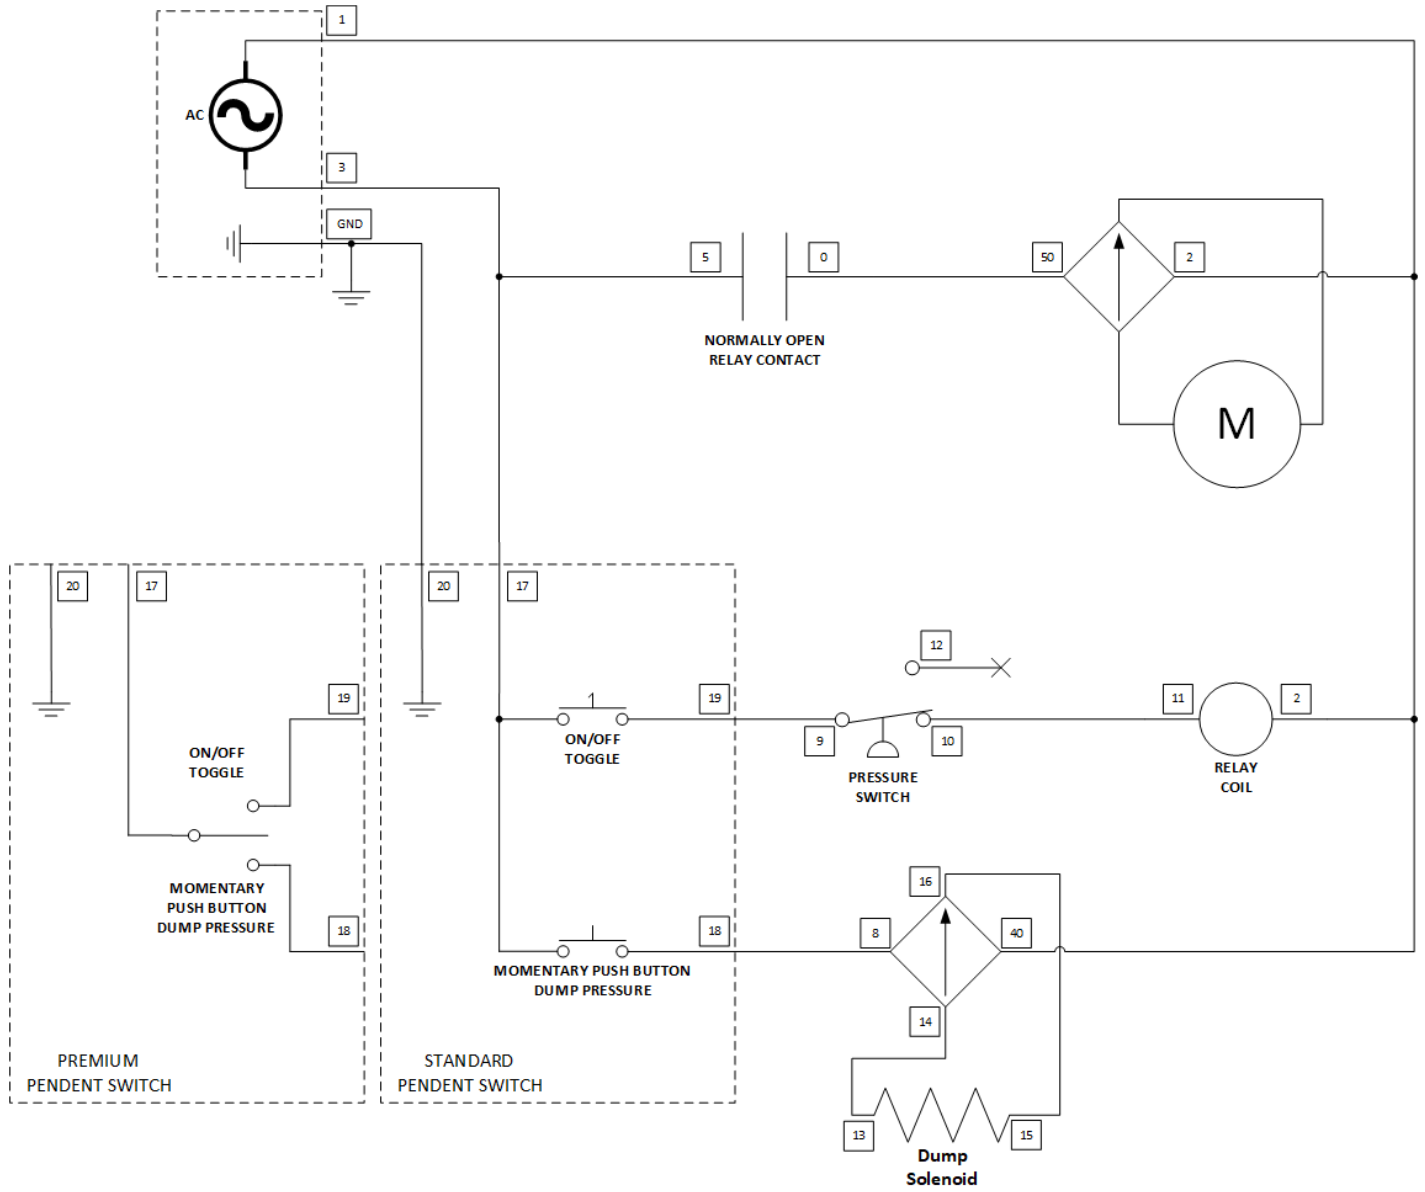 1
AC
3
GND
5
0
50
2
NORMALLY OPEN
RELAY CONTACT
M
20
17
20
17
12
19
19
11
2
ON/OFF
TOGGLE
9
10
ON/OFF
TOGGLE
PRESSURE
SWITCH
RELAY
COIL
MOMENTARY
PUSH BUTTON
DUMP PRESSURE
16
18
18
8
40
MOMENTARY PUSH BUTTON
DUMP PRESSURE
14
PREMIUM
PENDENT SWITCH
STANDARD
PENDENT SWITCH
13
15
Dump
Solenoid